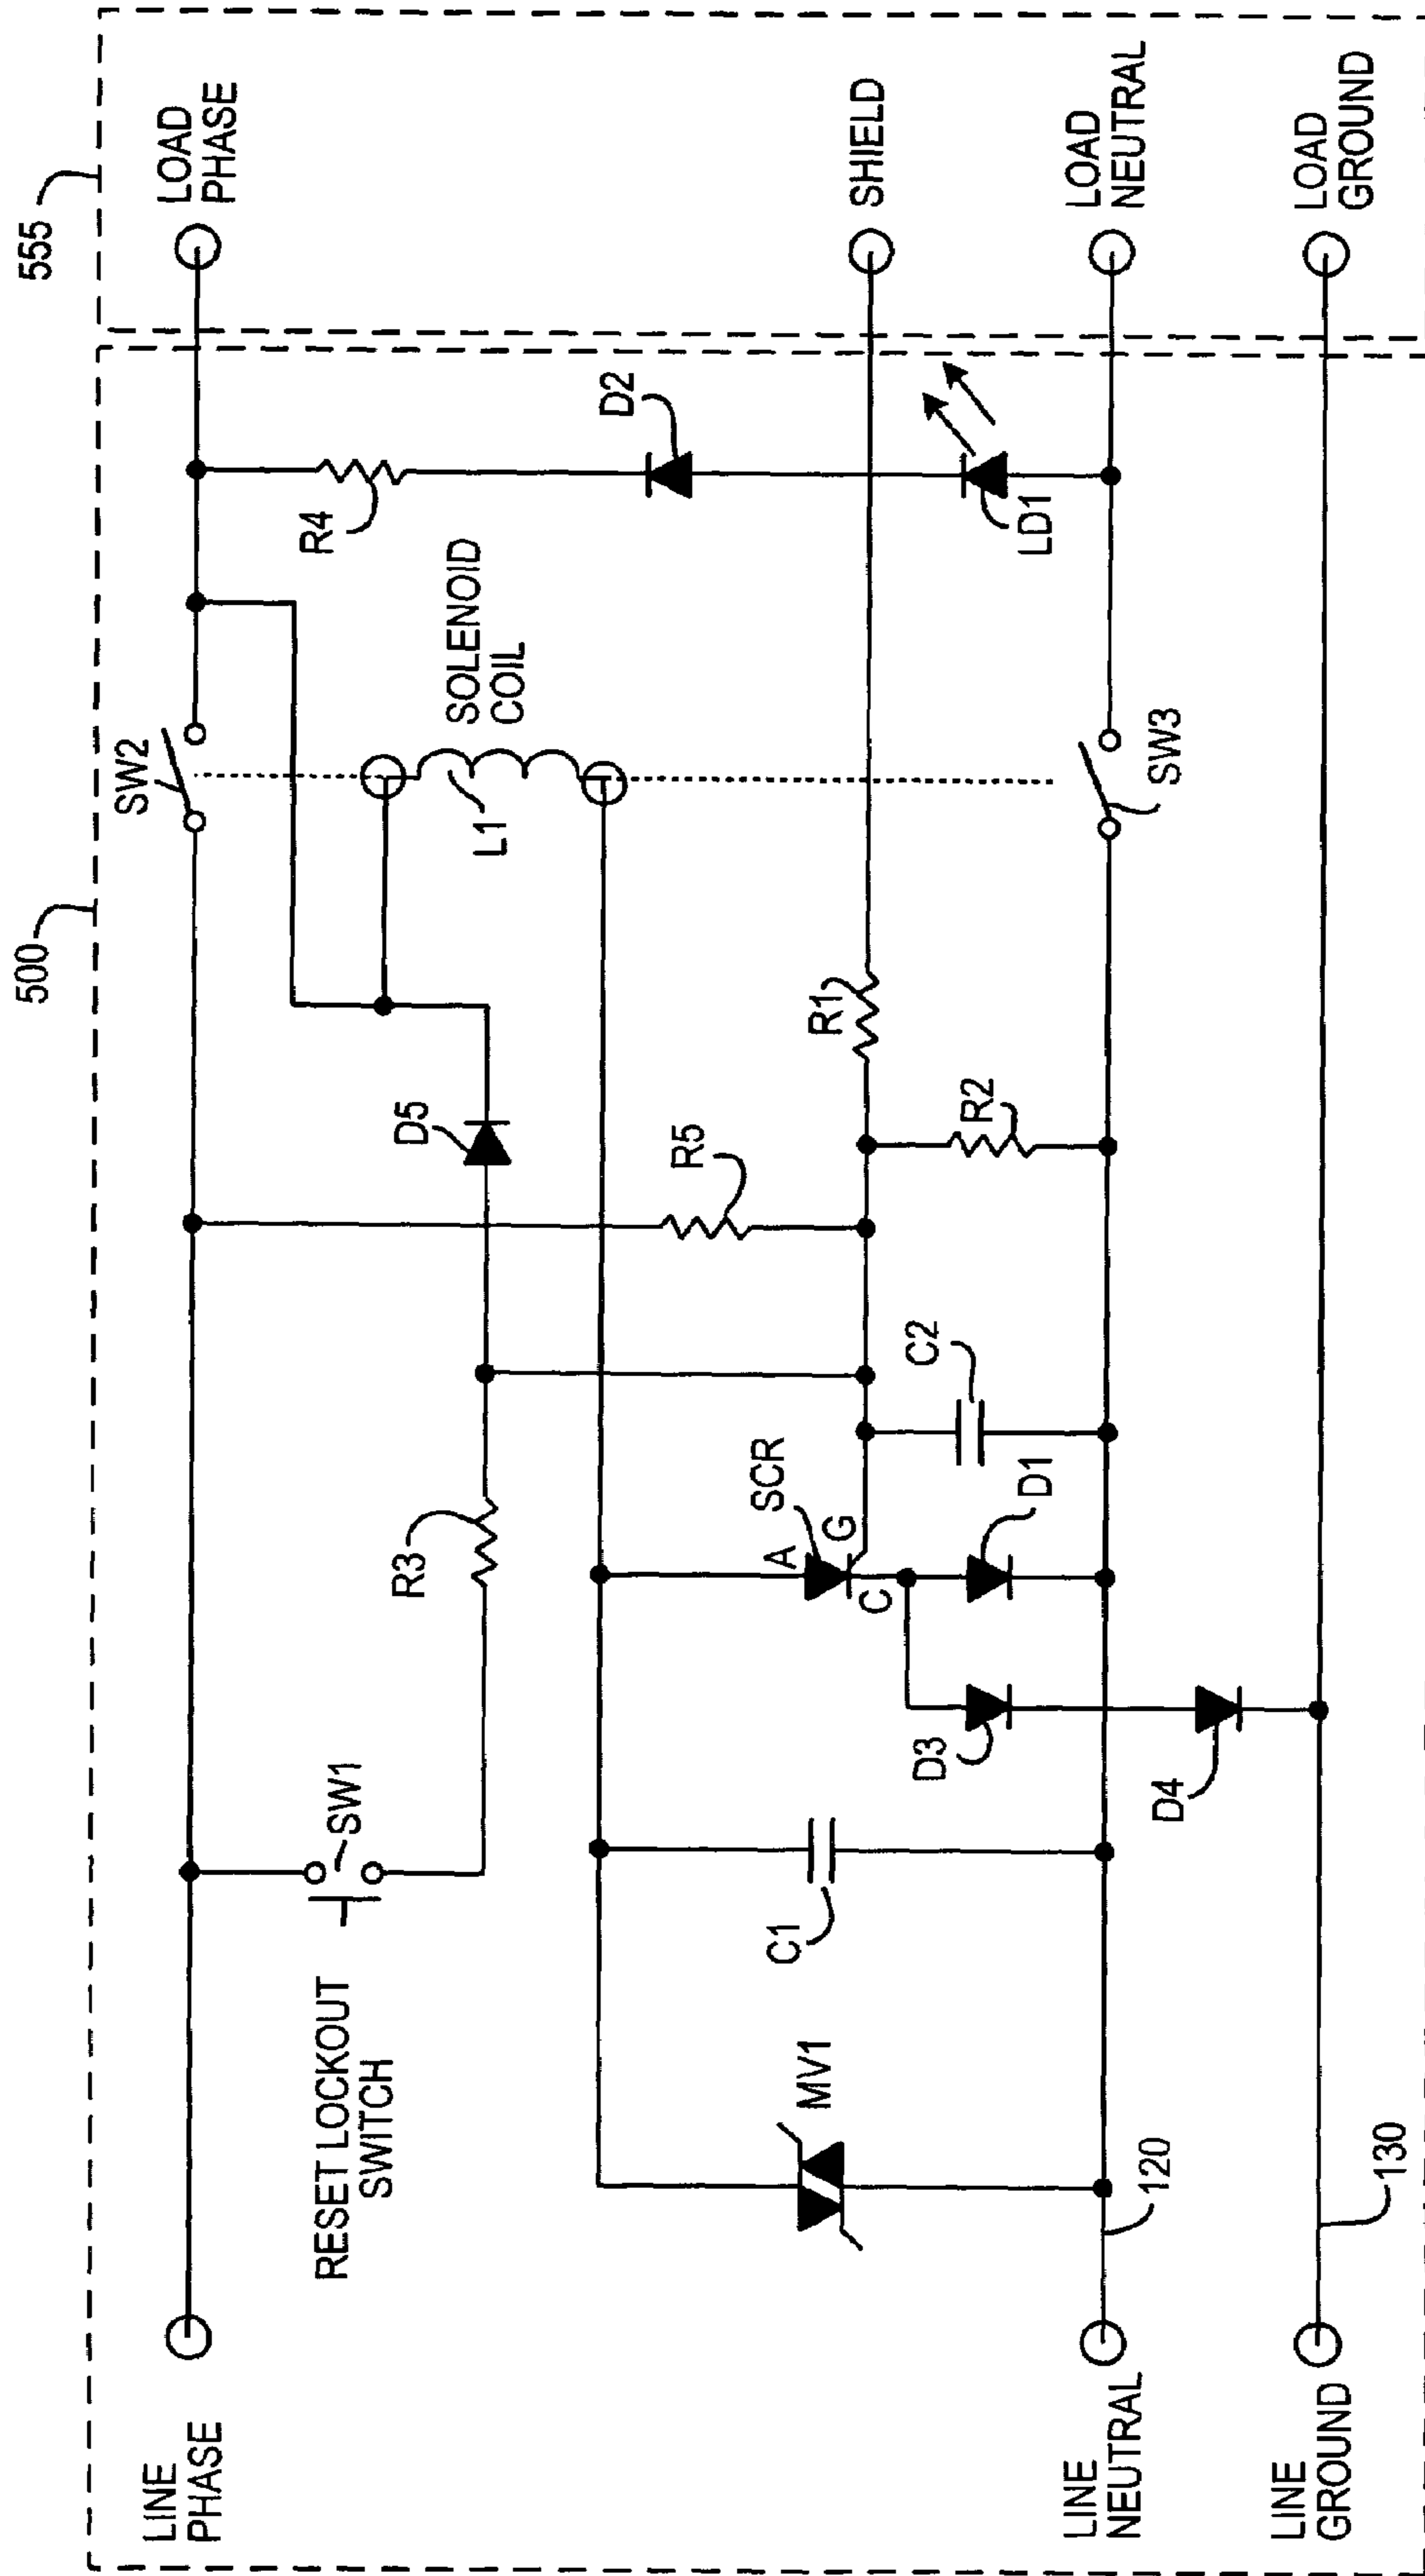 500
555
LINE
PHASE
SW2
LOAD
PHASE
RESET LOCKOUT
SWITCH
SW1
R3
D5
L1
SOLENOID
COIL
R4
D2
R5
MV1
C1
A
SCR
G
C
C2
R1
SHIELD
D3
D1
R2
LD1
LINE
NEUTRAL
120
D4
SW3
LOAD
NEUTRAL
LINE
GROUND
130
LOAD
GROUND